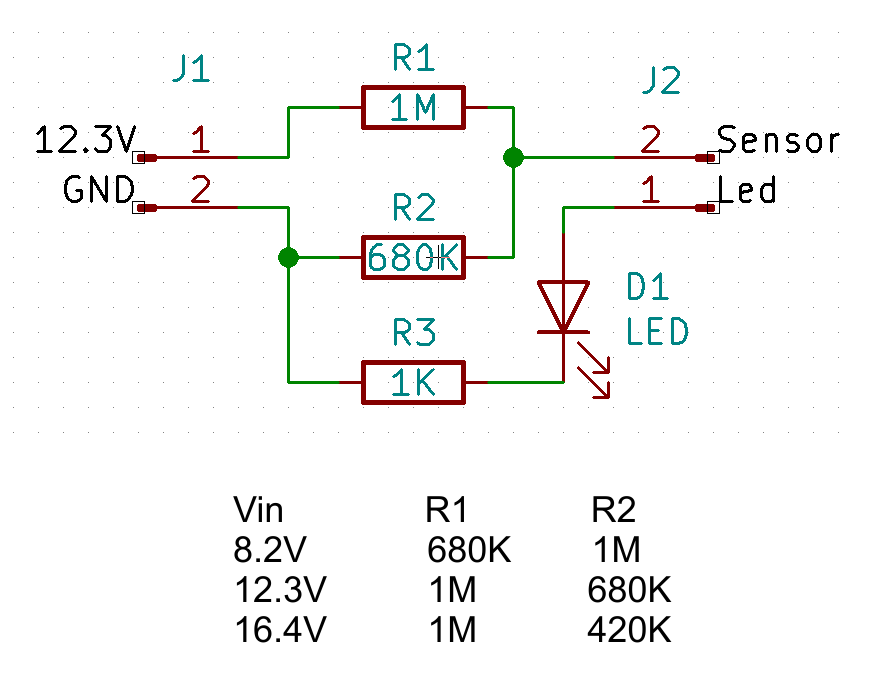 J1
R1
1M
J2
12.3V
1
2
Sensor
GND
2
1
Led
R2
680K
D1
LED
R3
1K
Vin R1 R2
8.2V 680K 1M
12.3V 1M 680K
16.4V 1M 420K